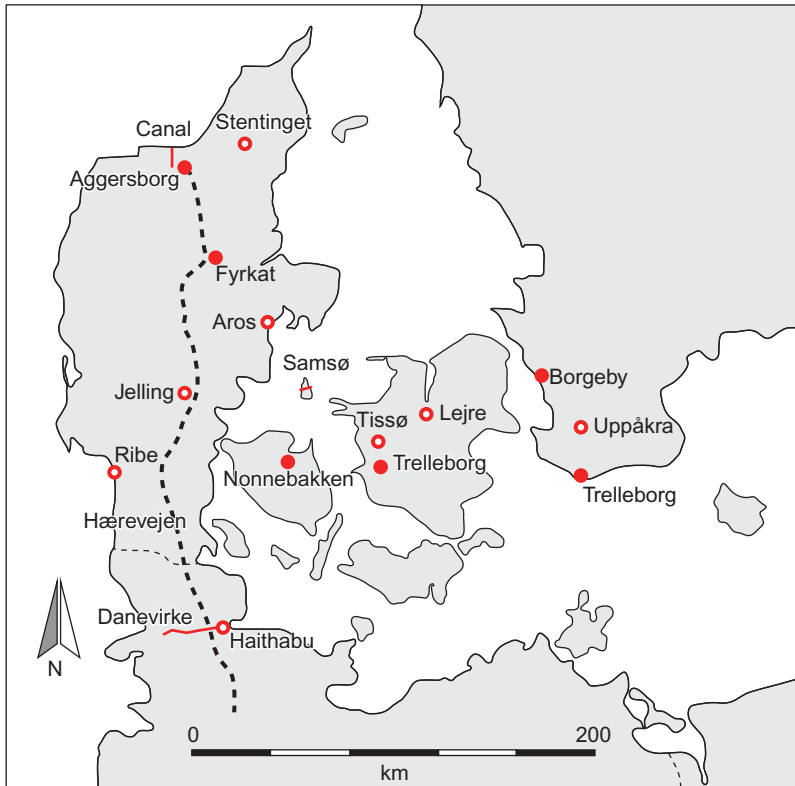 Canal
Stentinget
Aggersborg
Fyrkat
Aros
Samsø
Borgeby
Jelling
Tissø
Lejre
Uppåkra
Ribe
Nonnebakken
Trelleborg
Trelleborg
Hærevejen
Danevirke
Haithabu
N
0
200
km